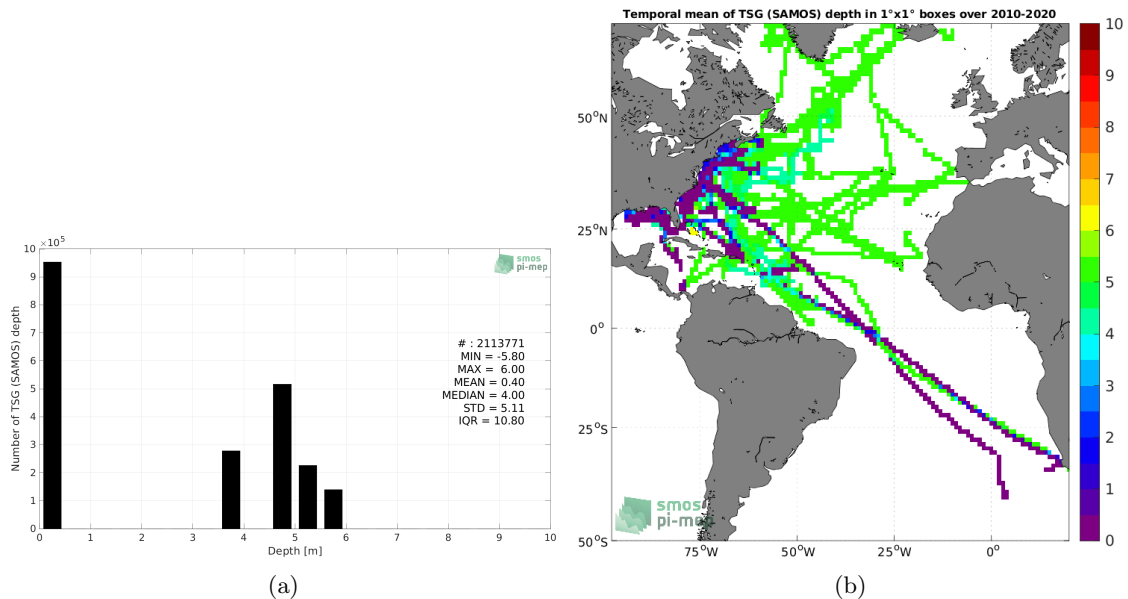 Temporal mean of TSG (SAMOS) depth in 1°x1° boxes over 2010-2020
×10⁵
10
9
8
7
6
5
4
3
2
1
0
Number of TSG (SAMOS) depth
smos
pi-mep
# : 2113771
MIN = -5.80
MAX = 6.00
MEAN = 0.40
MEDIAN = 4.00
STD = 5.11
IQR = 10.80
0 1 2 3 4 5 6 7 8 9 10
Depth [m]
(a)
50°N
25°N
0°
25°S
50°S
75°W 50°W 25°W 0°
smos
pi-mep
10
9
8
7
6
5
4
3
2
1
0
(b)